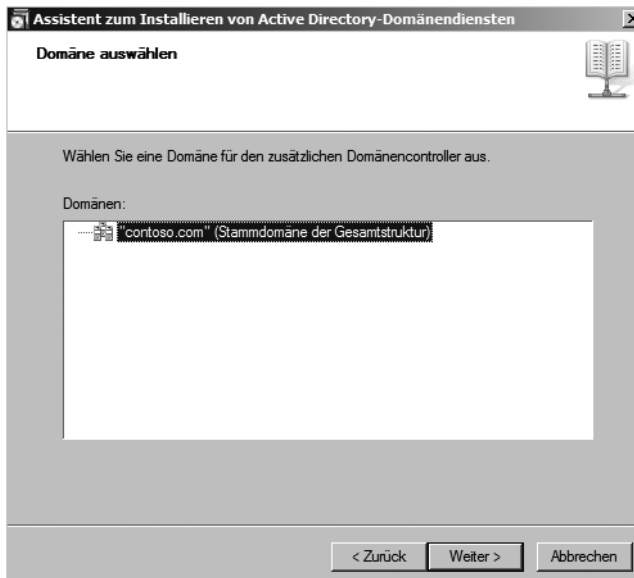 Assistent zum Installieren von Active Directory-Domänendiensten
Domäne auswählen
Wählen Sie eine Domäne für den zusätzlichen Domänencontroller aus.
Domänen:
"contoso.com" (Stammdomäne der Gesamtstruktur)
< Zurück Weiter > Abbrechen